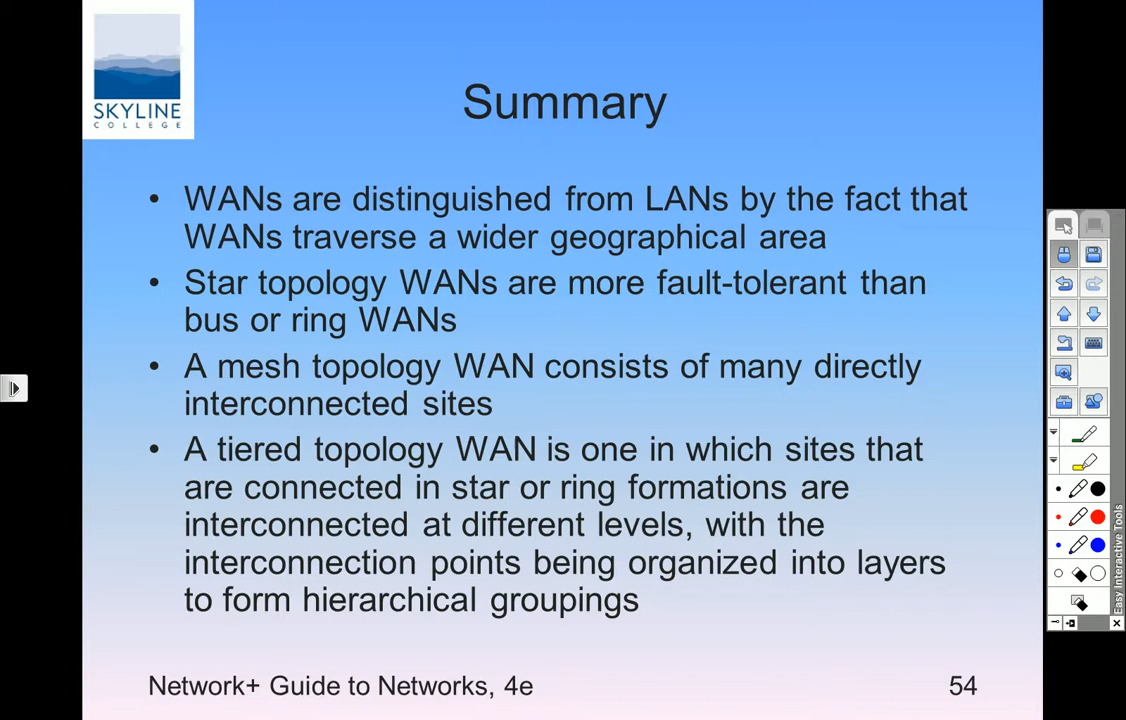 SKYLINE
COLLEGE
Summary
• WANs are distinguished from LANs by the fact that
WANs traverse a wider geographical area
• Star topology WANs are more fault-tolerant than
bus or ring WANs
• A mesh topology WAN consists of many directly
interconnected sites
• A tiered topology WAN is one in which sites that
are connected in star or ring formations are
interconnected at different levels, with the
interconnection points being organized into layers
to form hierarchical groupings
Easy Interactive Tools
Network+ Guide to Networks, 4e
54